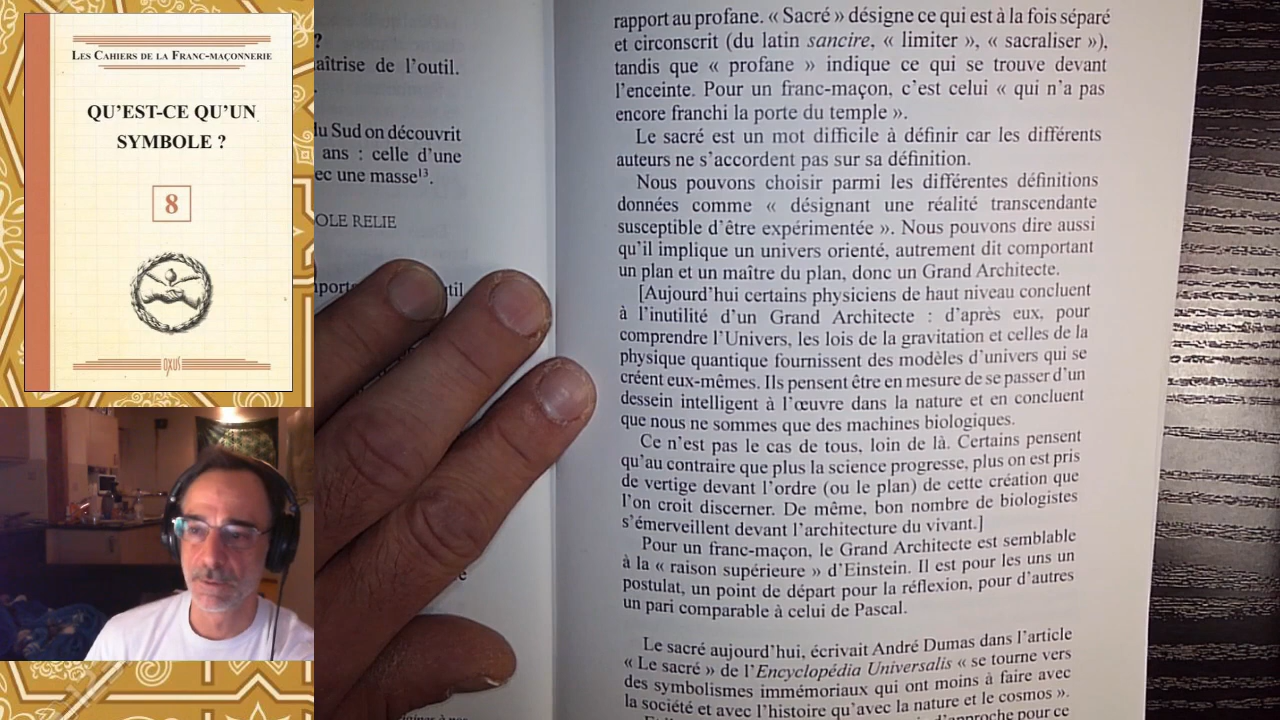 LES CAHIERS DE LA FRANC-MAÇONNERIE
QU'EST-CE QU'UN
SYMBOLE ?
8
OXUS
?
aîtrise de l'outil.
du Sud on découvrit
ans : celle d'une
ec une masse¹³.
OLE RELIE
rapport au profane. « Sacré » désigne ce qui est à la fois séparé
et circonscrit (du latin sancire, « limiter », « sacraliser »),
tandis que « profane » indique ce qui se trouve devant
l'enceinte. Pour un franc-maçon, c'est celui « qui n'a pas
encore franchi la porte du temple ».
Le sacré est un mot difficile à définir car les différents
auteurs ne s'accordent pas sur sa définition.
Nous pouvons choisir parmi les différentes définitions
données comme « désignant une réalité transcendante
susceptible d'être expérimentée ». Nous pouvons dire aussi
qu'il implique un univers orienté, autrement dit comportant
un plan et un maître du plan, donc un Grand Architecte.
[Aujourd'hui certains physiciens de haut niveau concluent
à l'inutilité d'un Grand Architecte : d'après eux, pour
comprendre l'Univers, les lois de la gravitation et celles de la
physique quantique fournissent des modèles d'univers qui se
créent eux-mêmes. Ils pensent être en mesure de se passer d'un
dessein intelligent à l'œuvre dans la nature et en concluent
que nous ne sommes que des machines biologiques.
Ce n'est pas le cas de tous, loin de là. Certains pensent
qu'au contraire que plus la science progresse, plus on est pris
de vertige devant l'ordre (ou le plan) de cette création que
l'on croit discerner. De même, bon nombre de biologistes
s'émerveillent devant l'architecture du vivant.]
Pour un franc-maçon, le Grand Architecte est semblable
à la « raison supérieure » d'Einstein. Il est pour les uns un
postulat, un point de départ pour la réflexion, pour d'autres
un pari comparable à celui de Pascal.
Le sacré aujourd'hui, écrivait André Dumas dans l'article
« Le sacré » de l'Encyclopédia Universalis « se tourne vers
des symbolismes immémoriaux qui ont moins à faire avec
la société et avec l'histoire qu'avec la nature et le cosmos ».
d'approche pour ce